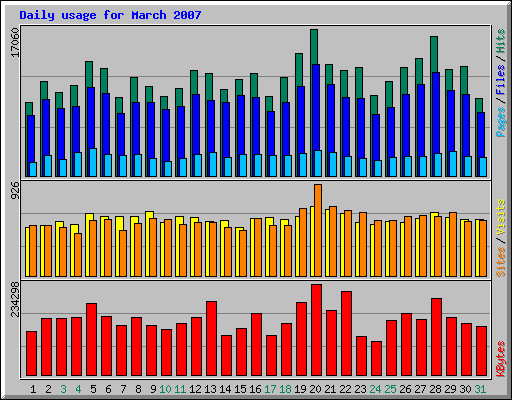 Daily usage for March 2007
17060
Pages / Files / Hits
926
Sites / Visits
234298
KBytes
1 2 3 4 5 6 7 8 9 10 11 12 13 14 15 16 17 18 19 20 21 22 23 24 25 26 27 28 29 30 31